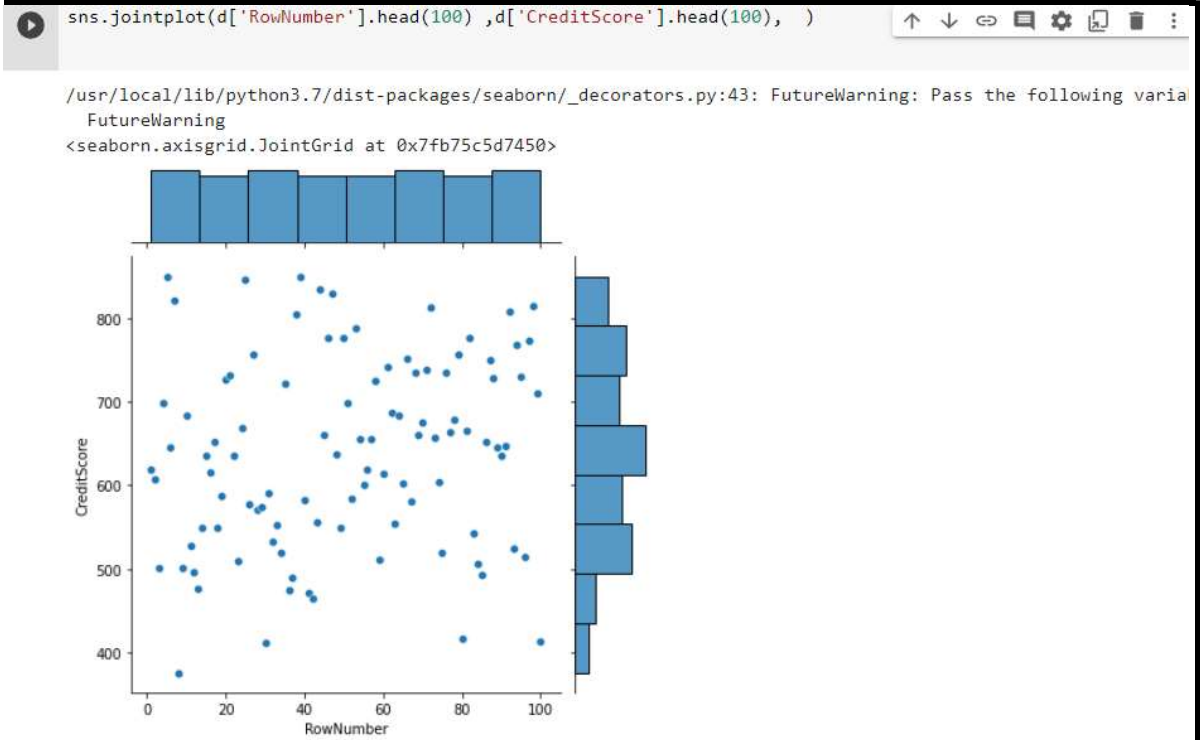 sns.jointplot(d['RowNumber'].head(100) ,d['CreditScore'].head(100),  )
/usr/local/lib/python3.7/dist-packages/seaborn/_decorators.py:43: FutureWarning: Pass the following varia
  FutureWarning
<seaborn.axisgrid.JointGrid at 0x7fb75c5d7450>
800
700
600
500
400
CreditScore
0 20 40 60 80 100
RowNumber